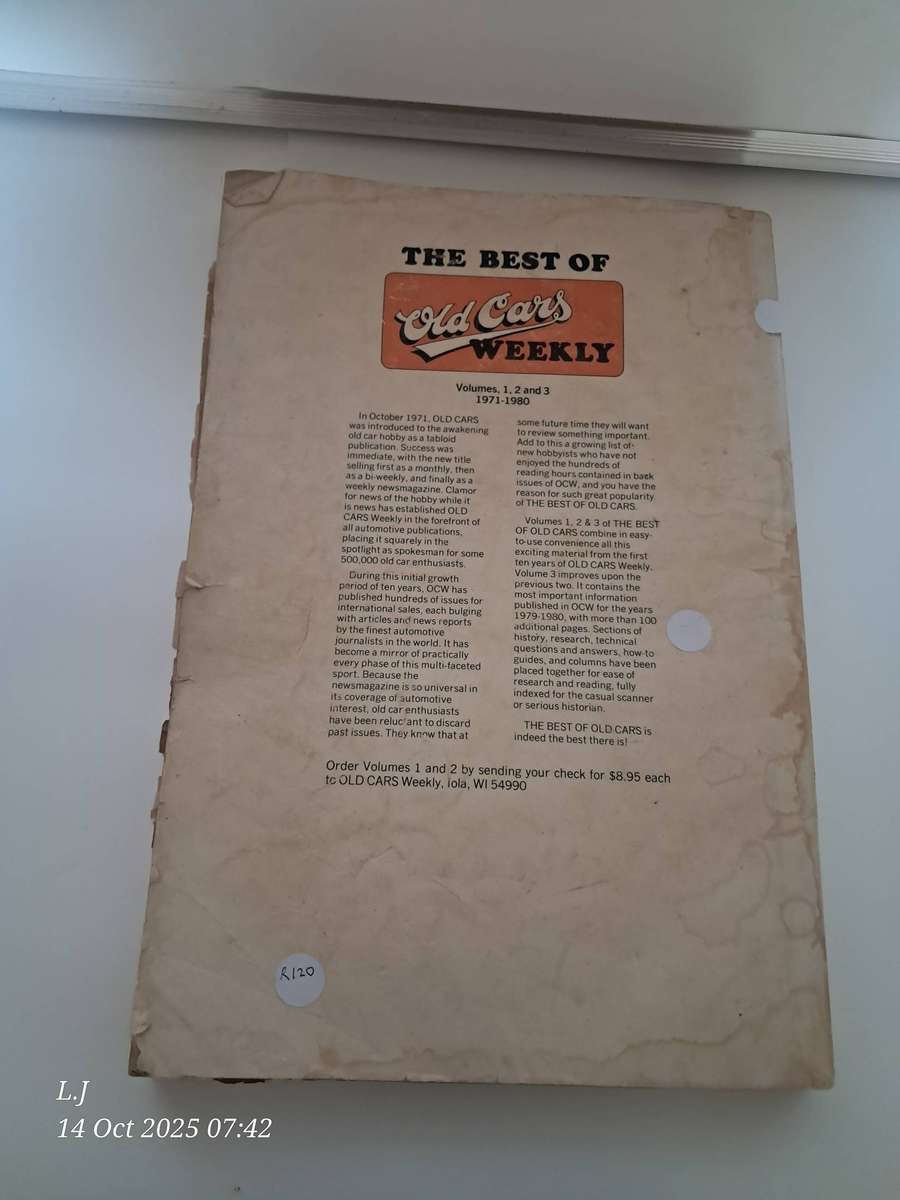 THE BEST OF
Old Cars
WEEKLY
Volumes, 1, 2 and 3
1971-1980
In October 1971, OLD CARS
was introduced to the awakening
old car hobby as a tabloid
publication. Success was
immediate, with the new title
selling first as a monthly, then
as a bi-weekly, and finally as a
weekly newsmagazine. Clamor
for news of the hobby while it
is news has established OLD
CARS Weekly in the forefront of
all automotive publications,
placing it squarely in the
spotlight as spokesman for some
500,000 old car enthusiasts.
During this initial growth
period of ten years, OCW has
published hundreds of issues for
international sales, each bulging
with articles and news reports
by the finest automotive
journalists in the world. It has
become a mirror of practically
every phase of this multi-faceted
sport. Because the
newsmagazine is so universal in
its coverage of automotive
interest, old car enthusiasts
have been reluctant to discard
past issues. They know that at
some future time they will want
to review something important.
Add to this a growing list of
new hobbyists who have not
enjoyed the hundreds of
reading hours contained in back
issues of OCW, and you have the
reason for such great popularity
of THE BEST OF OLD CARS.
Volumes 1, 2 & 3 of THE BEST
OF OLD CARS combine in easy-
to-use convenience all this
exciting material from the first
ten years of OLD CARS Weekly.
Volume 3 improves upon the
previous two. It contains the
most important information
published in OCW for the years
1979-1980, with more than 100
additional pages. Sections of
history, research, technical
questions and answers, how-to
guides, and columns have been
placed together for ease of
research and reading, fully
indexed for the casual scanner
or serious historian.
THE BEST OF OLD CARS is
indeed the best there is!
Order Volumes 1 and 2 by sending your check for $8.95 each
to OLD CARS Weekly, Iola, WI 54990
R120
L.J
14 Oct 2025 07:42